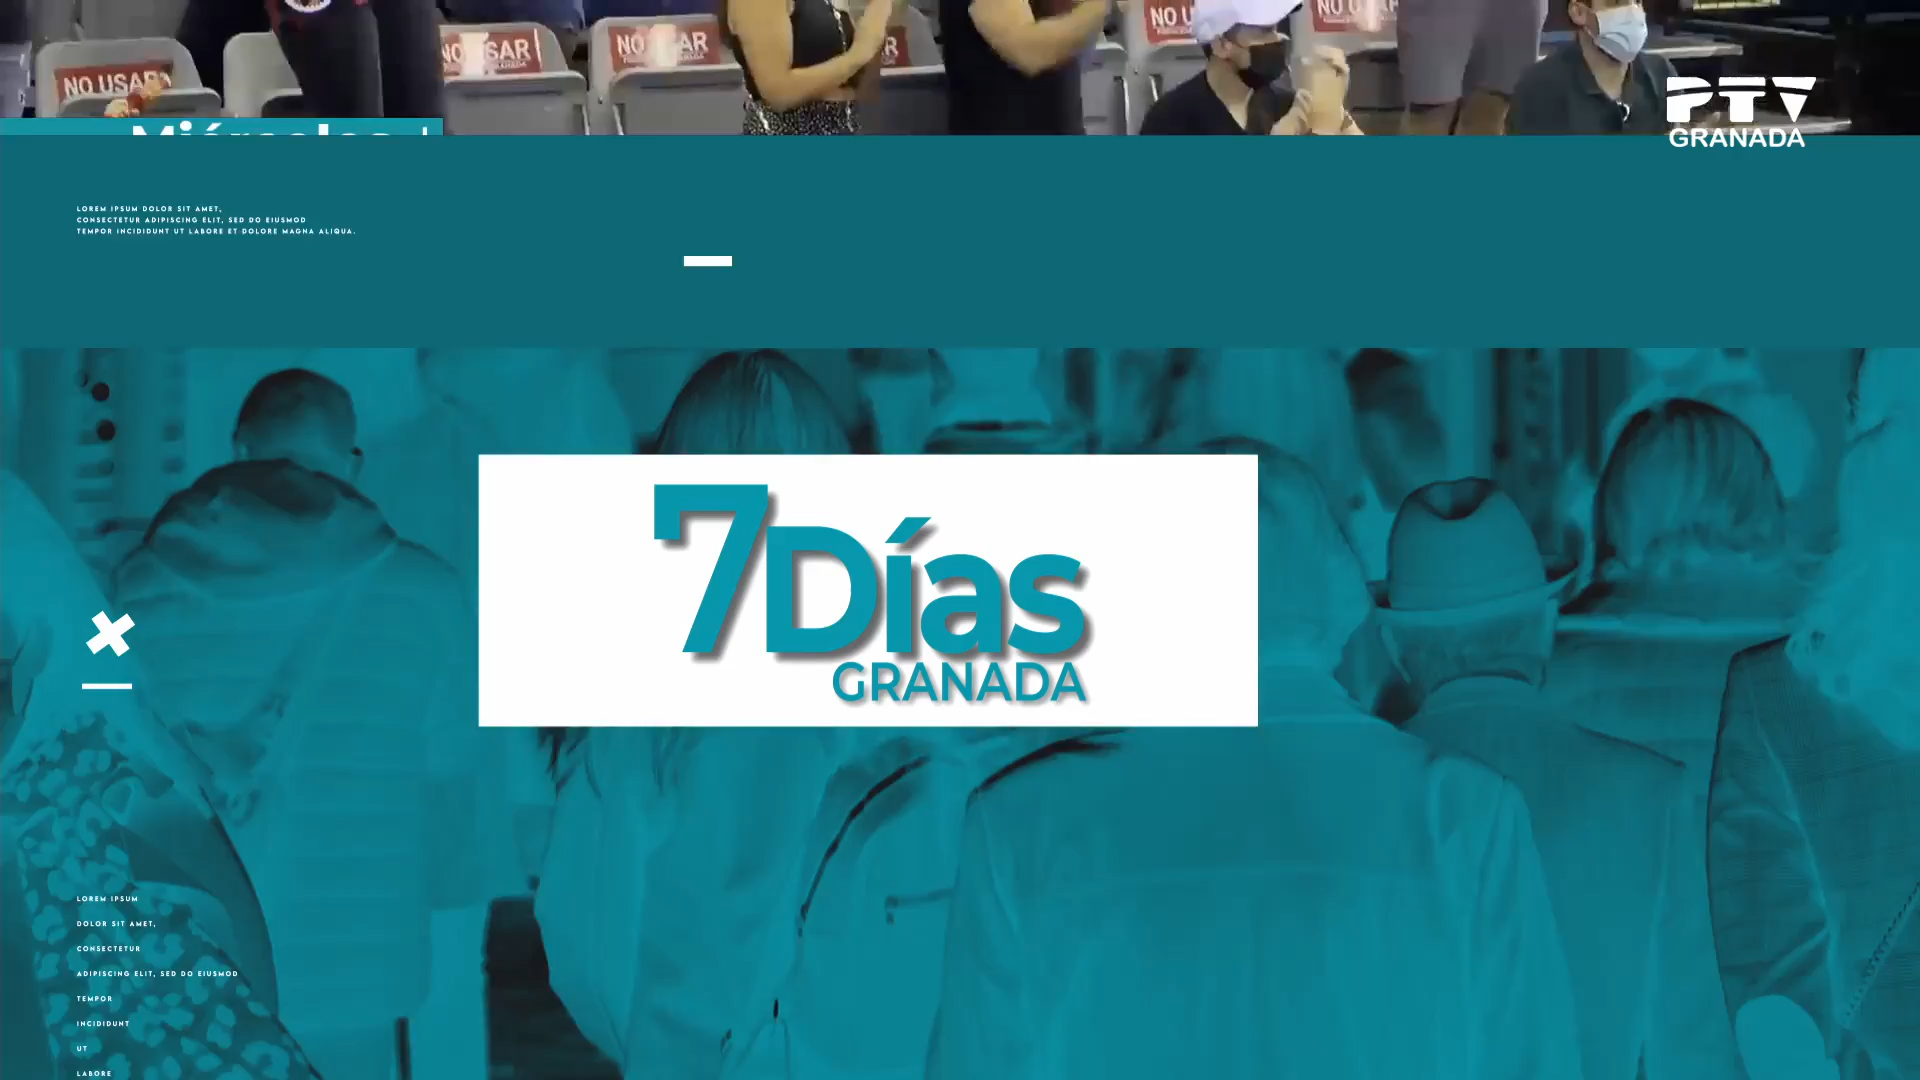 NO USAR
NO USAR
NO USAR
NO U
PTV
GRANADA
Miércoles
LOREM IPSUM DOLOR SIT AMET,
CONSECTETUR ADIPISCING ELIT, SED DO EIUSMOD
TEMPOR INCIDIDUNT UT LABORE ET DOLORE MAGNA ALIQUA.
7Días
GRANADA
LOREM IPSUM
DOLOR SIT AMET,
CONSECTETUR
ADIPISCING ELIT, SED DO EIUSMOD
TEMPOR
INCIDIDUNT
UT
LABORE